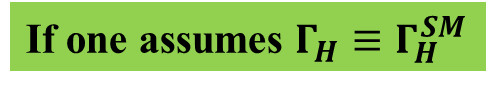 If one assumes Γ_H ≡ Γ_H^SM